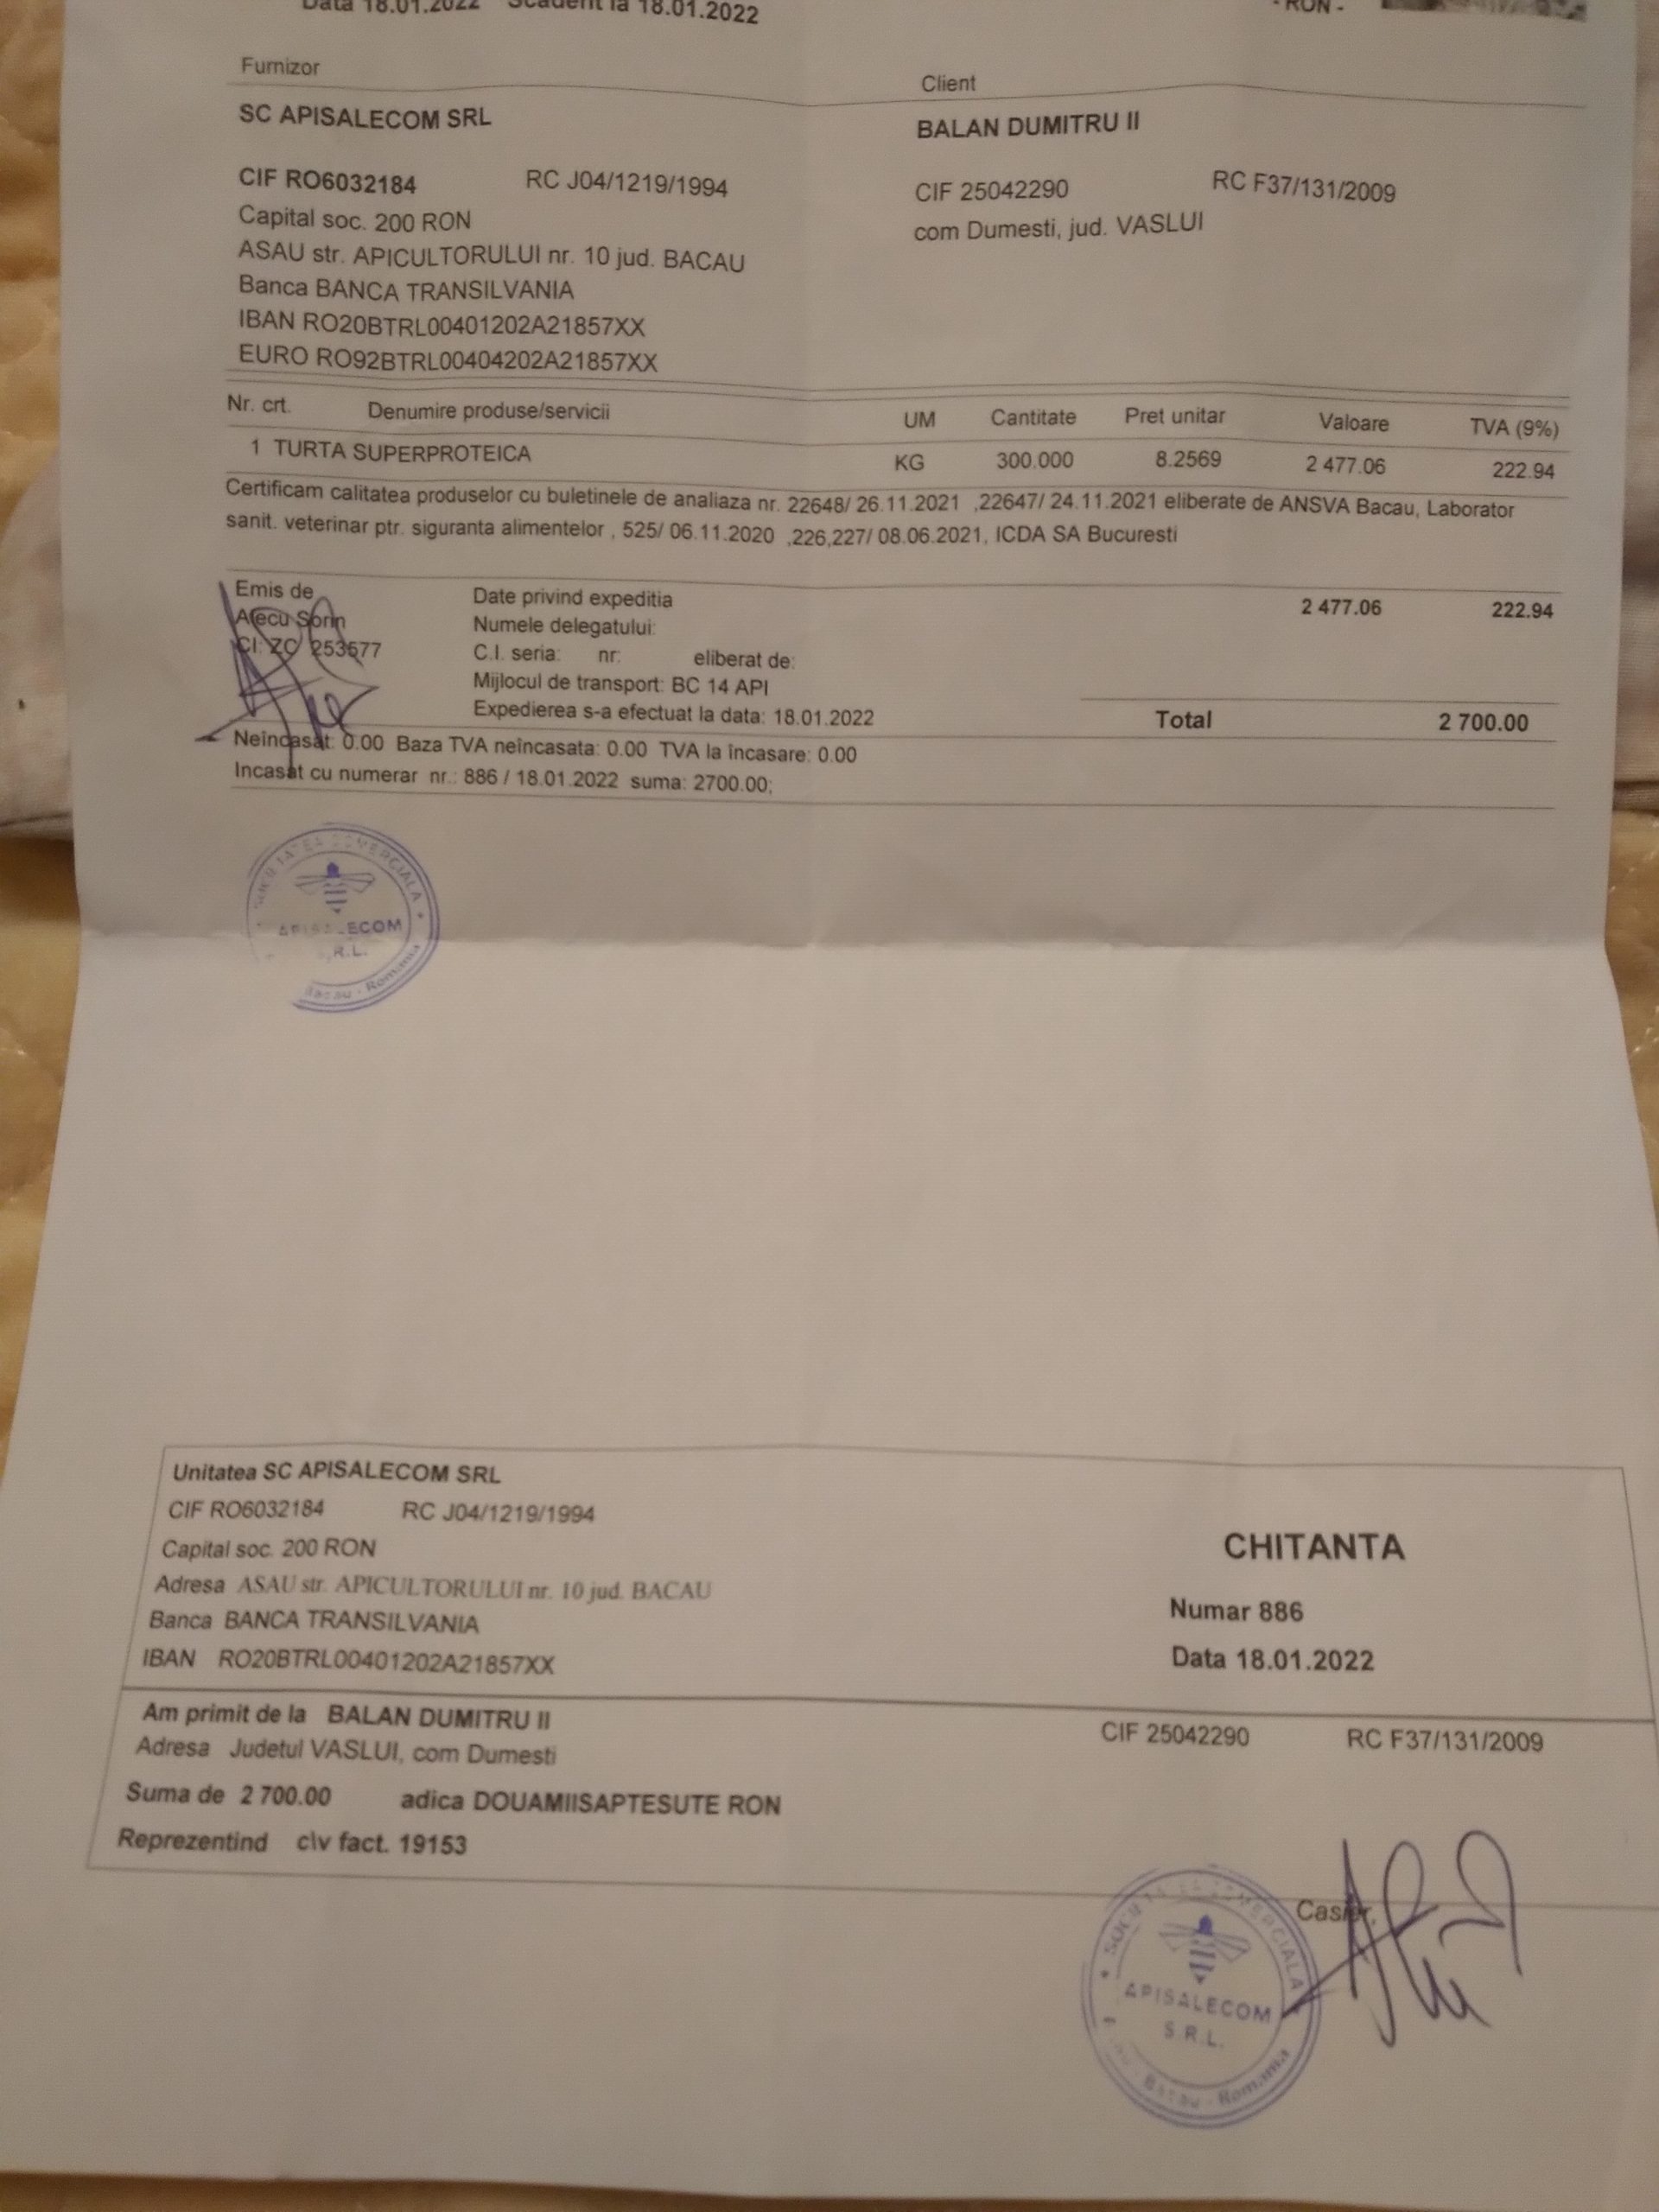 Data 18.01.2022 Scadent la 18.01.2022
- RON -
Furnizor
Client
SC APISALECOM SRL
BALAN DUMITRU II
CIF RO6032184 RC J04/1219/1994
CIF 25042290 RC F37/131/2009
Capital soc. 200 RON
com Dumesti, jud. VASLUI
ASAU str. APICULTORULUI nr. 10 jud. BACAU
Banca BANCA TRANSILVANIA
IBAN RO20BTRL00401202A21857XX
EURO RO92BTRL00404202A21857XX
Nr. crt. Denumire produse/servicii UM Cantitate Pret unitar Valoare TVA (9%)
1 TURTA SUPERPROTEICA KG 300.000 8.2569 2 477.06 222.94
Certificam calitatea produselor cu buletinele de analiaza nr. 22648/ 26.11.2021 ,22647/ 24.11.2021 eliberate de ANSVA Bacau, Laborator
sanit. veterinar ptr. siguranta alimentelor , 525/ 06.11.2020 ,226,227/ 08.06.2021, ICDA SA Bucuresti
Emis de
Alecu Sorin
CI: ZC 253577
Date privind expeditia 2 477.06 222.94
Numele delegatului:
C.I. seria: nr: eliberat de:
Mijlocul de transport: BC 14 API
Expedierea s-a efectuat la data: 18.01.2022
Total 2 700.00
Neîncasat: 0.00 Baza TVA neîncasata: 0.00 TVA la încasare: 0.00
Incasat cu numerar nr.: 886 / 18.01.2022 suma: 2700.00;
SOCIETATEA COMERCIALA
APISALECOM
S.R.L.
Bacau - Romania
Unitatea SC APISALECOM SRL
CIF RO6032184 RC J04/1219/1994
Capital soc. 200 RON
Adresa ASAU str. APICULTORULUI nr. 10 jud. BACAU
Banca BANCA TRANSILVANIA
IBAN RO20BTRL00401202A21857XX
CHITANTA
Numar 886
Data 18.01.2022
Am primit de la BALAN DUMITRU II CIF 25042290 RC F37/131/2009
Adresa Judetul VASLUI, com Dumesti
Suma de 2 700.00 adica DOUAMIISAPTESUTE RON
Reprezentind c\v fact. 19153
Casier,
SOCIETATEA COMERCIALA
APISALECOM
S.R.L.
Bacau - Romania